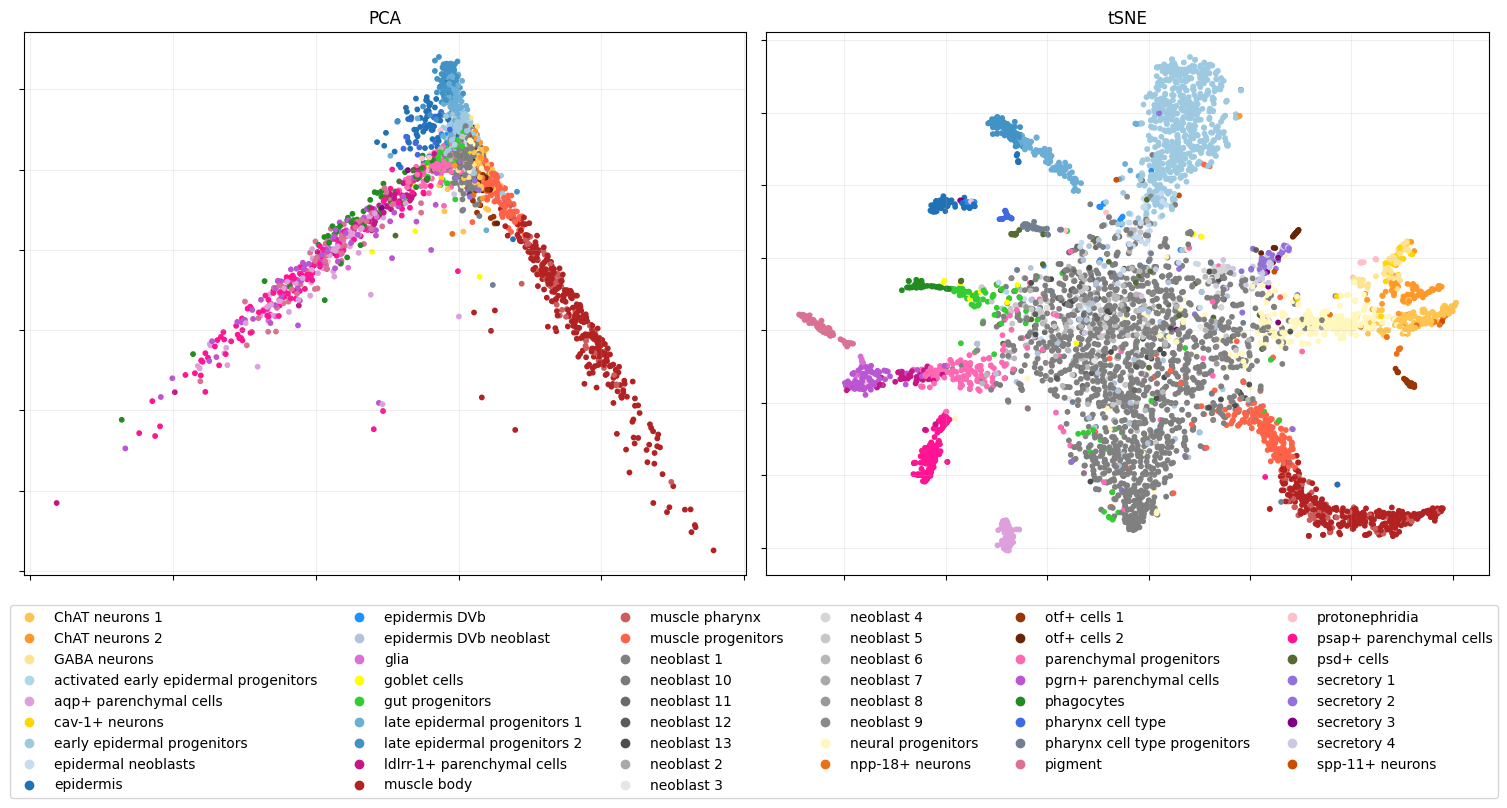 PCA
tSNE
ChAT neurons 1
ChAT neurons 2
GABA neurons
activated early epidermal progenitors
aqp+ parenchymal cells
cav-1+ neurons
early epidermal progenitors
epidermal neoblasts
epidermis
epidermis DVb
epidermis DVb neoblast
glia
goblet cells
gut progenitors
late epidermal progenitors 1
late epidermal progenitors 2
ldlrr-1+ parenchymal cells
muscle body
muscle pharynx
muscle progenitors
neoblast 1
neoblast 10
neoblast 11
neoblast 12
neoblast 13
neoblast 2
neoblast 3
neoblast 4
neoblast 5
neoblast 6
neoblast 7
neoblast 8
neoblast 9
neural progenitors
npp-18+ neurons
otf+ cells 1
otf+ cells 2
parenchymal progenitors
pgrn+ parenchymal cells
phagocytes
pharynx cell type
pharynx cell type progenitors
pigment
protonephridia
psap+ parenchymal cells
psd+ cells
secretory 1
secretory 2
secretory 3
secretory 4
spp-11+ neurons